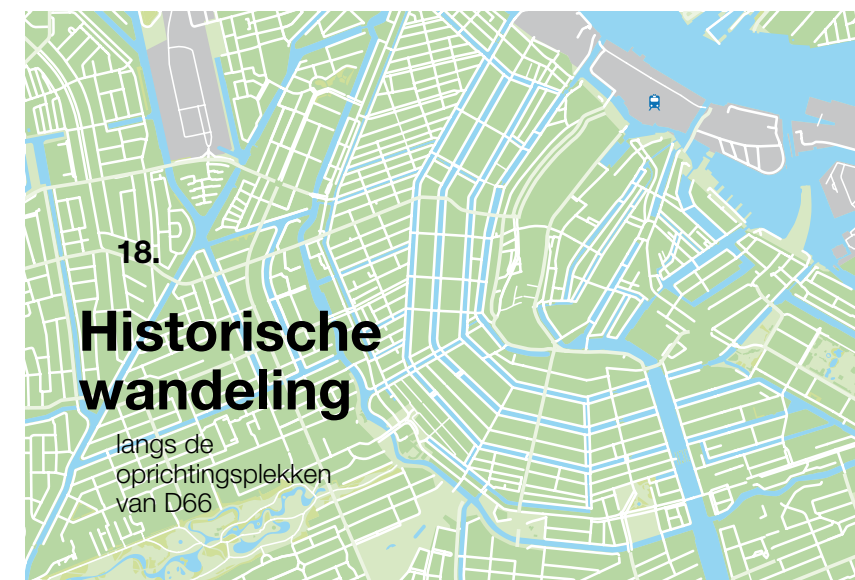 18.
Historische
wandeling
langs de
oprichtingsplekken
van D66